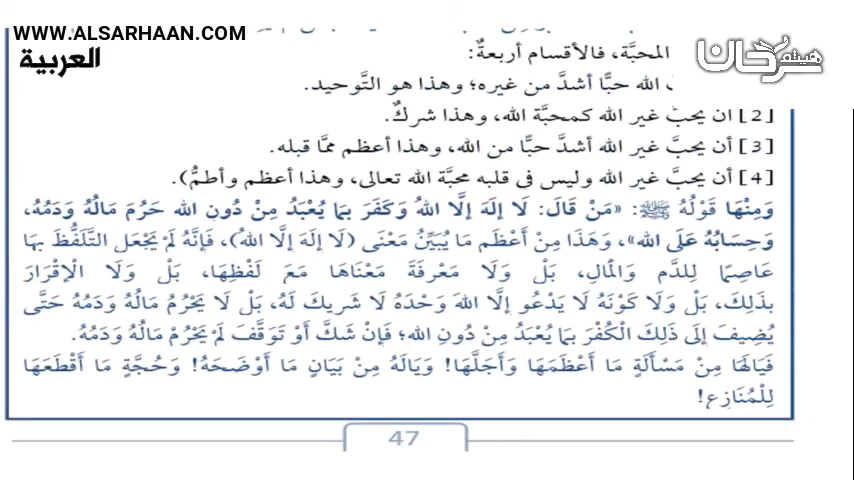 WWW.ALSARHAAN.COM
العربية
هيثم سرحان
المحبَّة، فالأقسام أربعةٌ:
الله حبًّا أشدَّ من غيره؛ وهذا هو التَّوحيد.
[2] أن يحبَّ غير الله كمحبَّة الله، وهذا شركٌ.
[3] أن يحبَّ غير الله أشدَّ حبًّا من الله، وهذا أعظم ممَّا قبله.
[4] أن يحبَّ غير الله وليس في قلبه محبَّة الله تعالى، وهذا أعظم وأطمُّ).
وَمِنْهَا قَوْلُهُ ﷺ: «مَنْ قَالَ: لَا إِلَهَ إِلَّا اللهُ وَكَفَرَ بِمَا يُعْبَدُ مِنْ دُونِ الله حَرُمَ مَالُهُ وَدَمُهُ،
وَحِسَابُهُ عَلَى الله»، وَهَذَا مِنْ أَعْظَمِ مَا يُبَيِّنُ مَعْنَى (لَا إِلَهَ إِلَّا اللهُ)، فَإِنَّهُ لَمْ يَجْعَلِ التَّلَفُّظَ بِهَا
عَاصِمًا لِلدَّمِ وَالْمَالِ، بَلْ وَلَا مَعْرِفَةَ مَعْنَاهَا مَعَ لَفْظِهَا، بَلْ وَلَا الْإِقْرَارَ
بِذَلِكَ، بَلْ وَلَا كَوْنَهُ لَا يَدْعُو إِلَّا اللهَ وَحْدَهُ لَا شَرِيكَ لَهُ، بَلْ لَا يَحْرُمُ مَالُهُ وَدَمُهُ حَتَّى
يُضِيفَ إِلَى ذَلِكَ الْكُفْرَ بِمَا يُعْبَدُ مِنْ دُونِ الله؛ فَإِنْ شَكَّ أَوْ تَوَقَّفَ لَمْ يَحْرُمْ مَالُهُ وَدَمُهُ.
فَيَالَهَا مِنْ مَسْأَلَةٍ مَا أَعْظَمَهَا وَأَجَلَّهَا! وَيَالَهُ مِنْ بَيَانٍ مَا أَوْضَحَهُ! وَحُجَّةٍ مَا أَقْطَعَهَا
لِلْمُنَازِعِ!
47